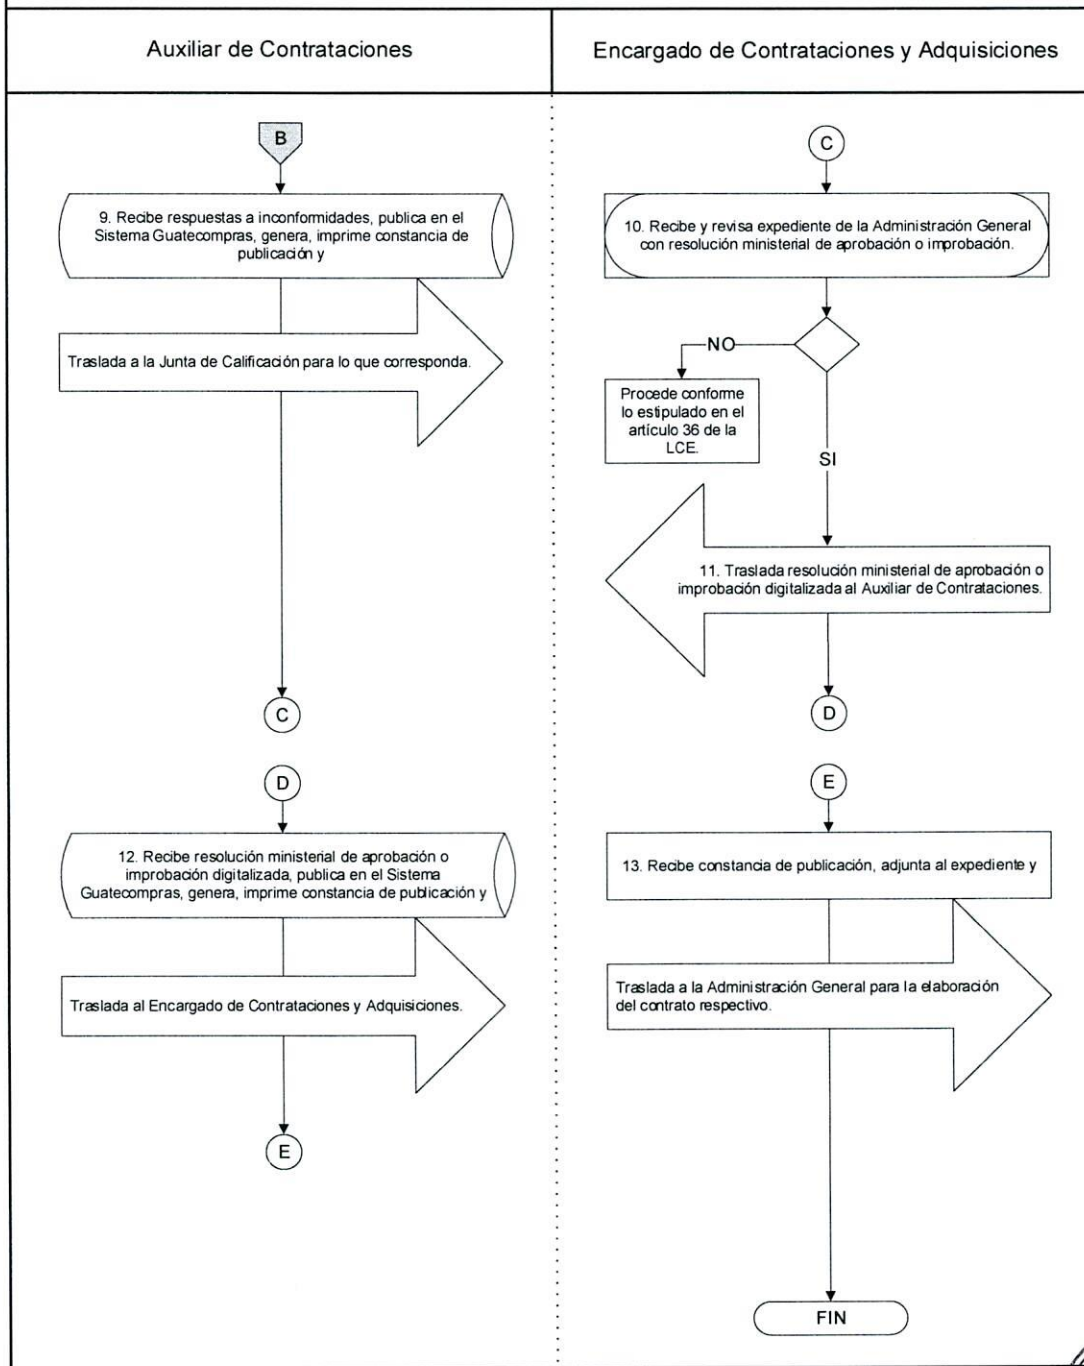 Auxiliar de Contrataciones
Encargado de Contrataciones y Adquisiciones
B
9. Recibe respuestas a inconformidades, publica en el
Sistema Guatecompras, genera, imprime constancia de
publicación y
Traslada a la Junta de Calificación para lo que corresponda.
C
C
10. Recibe y revisa expediente de la Administración General
con resolución ministerial de aprobación o improbación.
NO
Procede conforme
lo estipulado en el
artículo 36 de la
LCE.
SI
11. Traslada resolución ministerial de aprobación o
improbación digitalizada al Auxiliar de Contrataciones.
D
D
12. Recibe resolución ministerial de aprobación o
improbación digitalizada, publica en el Sistema
Guatecompras, genera, imprime constancia de publicación y
Traslada al Encargado de Contrataciones y Adquisiciones.
E
E
13. Recibe constancia de publicación, adjunta al expediente y
Traslada a la Administración General para la elaboración
del contrato respectivo.
FIN